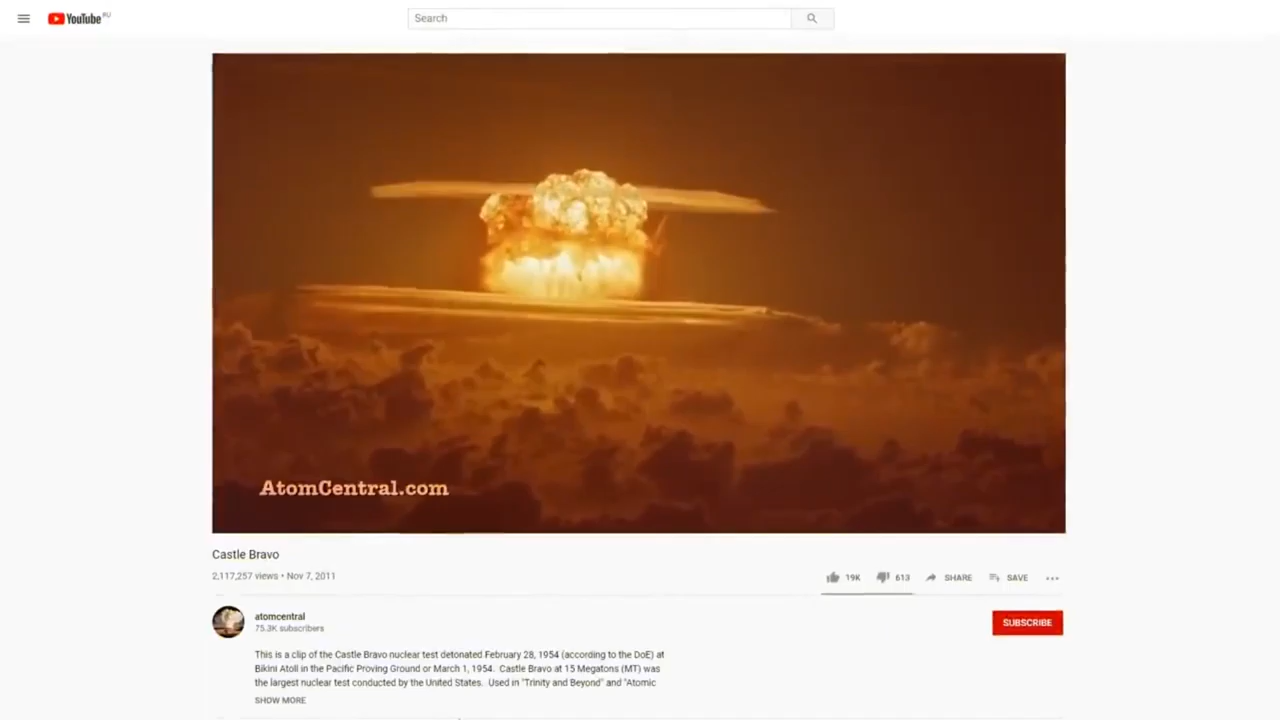 YouTube RU
Search
AtomCentral.com
Castle Bravo
2,117,257 views • Nov 7, 2011
19K 613 SHARE SAVE
atomcentral
75.3K subscribers
SUBSCRIBE
This is a clip of the Castle Bravo nuclear test detonated February 28, 1954 (according to the DoE) at
Bikini Atoll in the Pacific Proving Ground or March 1, 1954. Castle Bravo at 15 Megatons (MT) was
the largest nuclear test conducted by the United States. Used in "Trinity and Beyond" and "Atomic
SHOW MORE